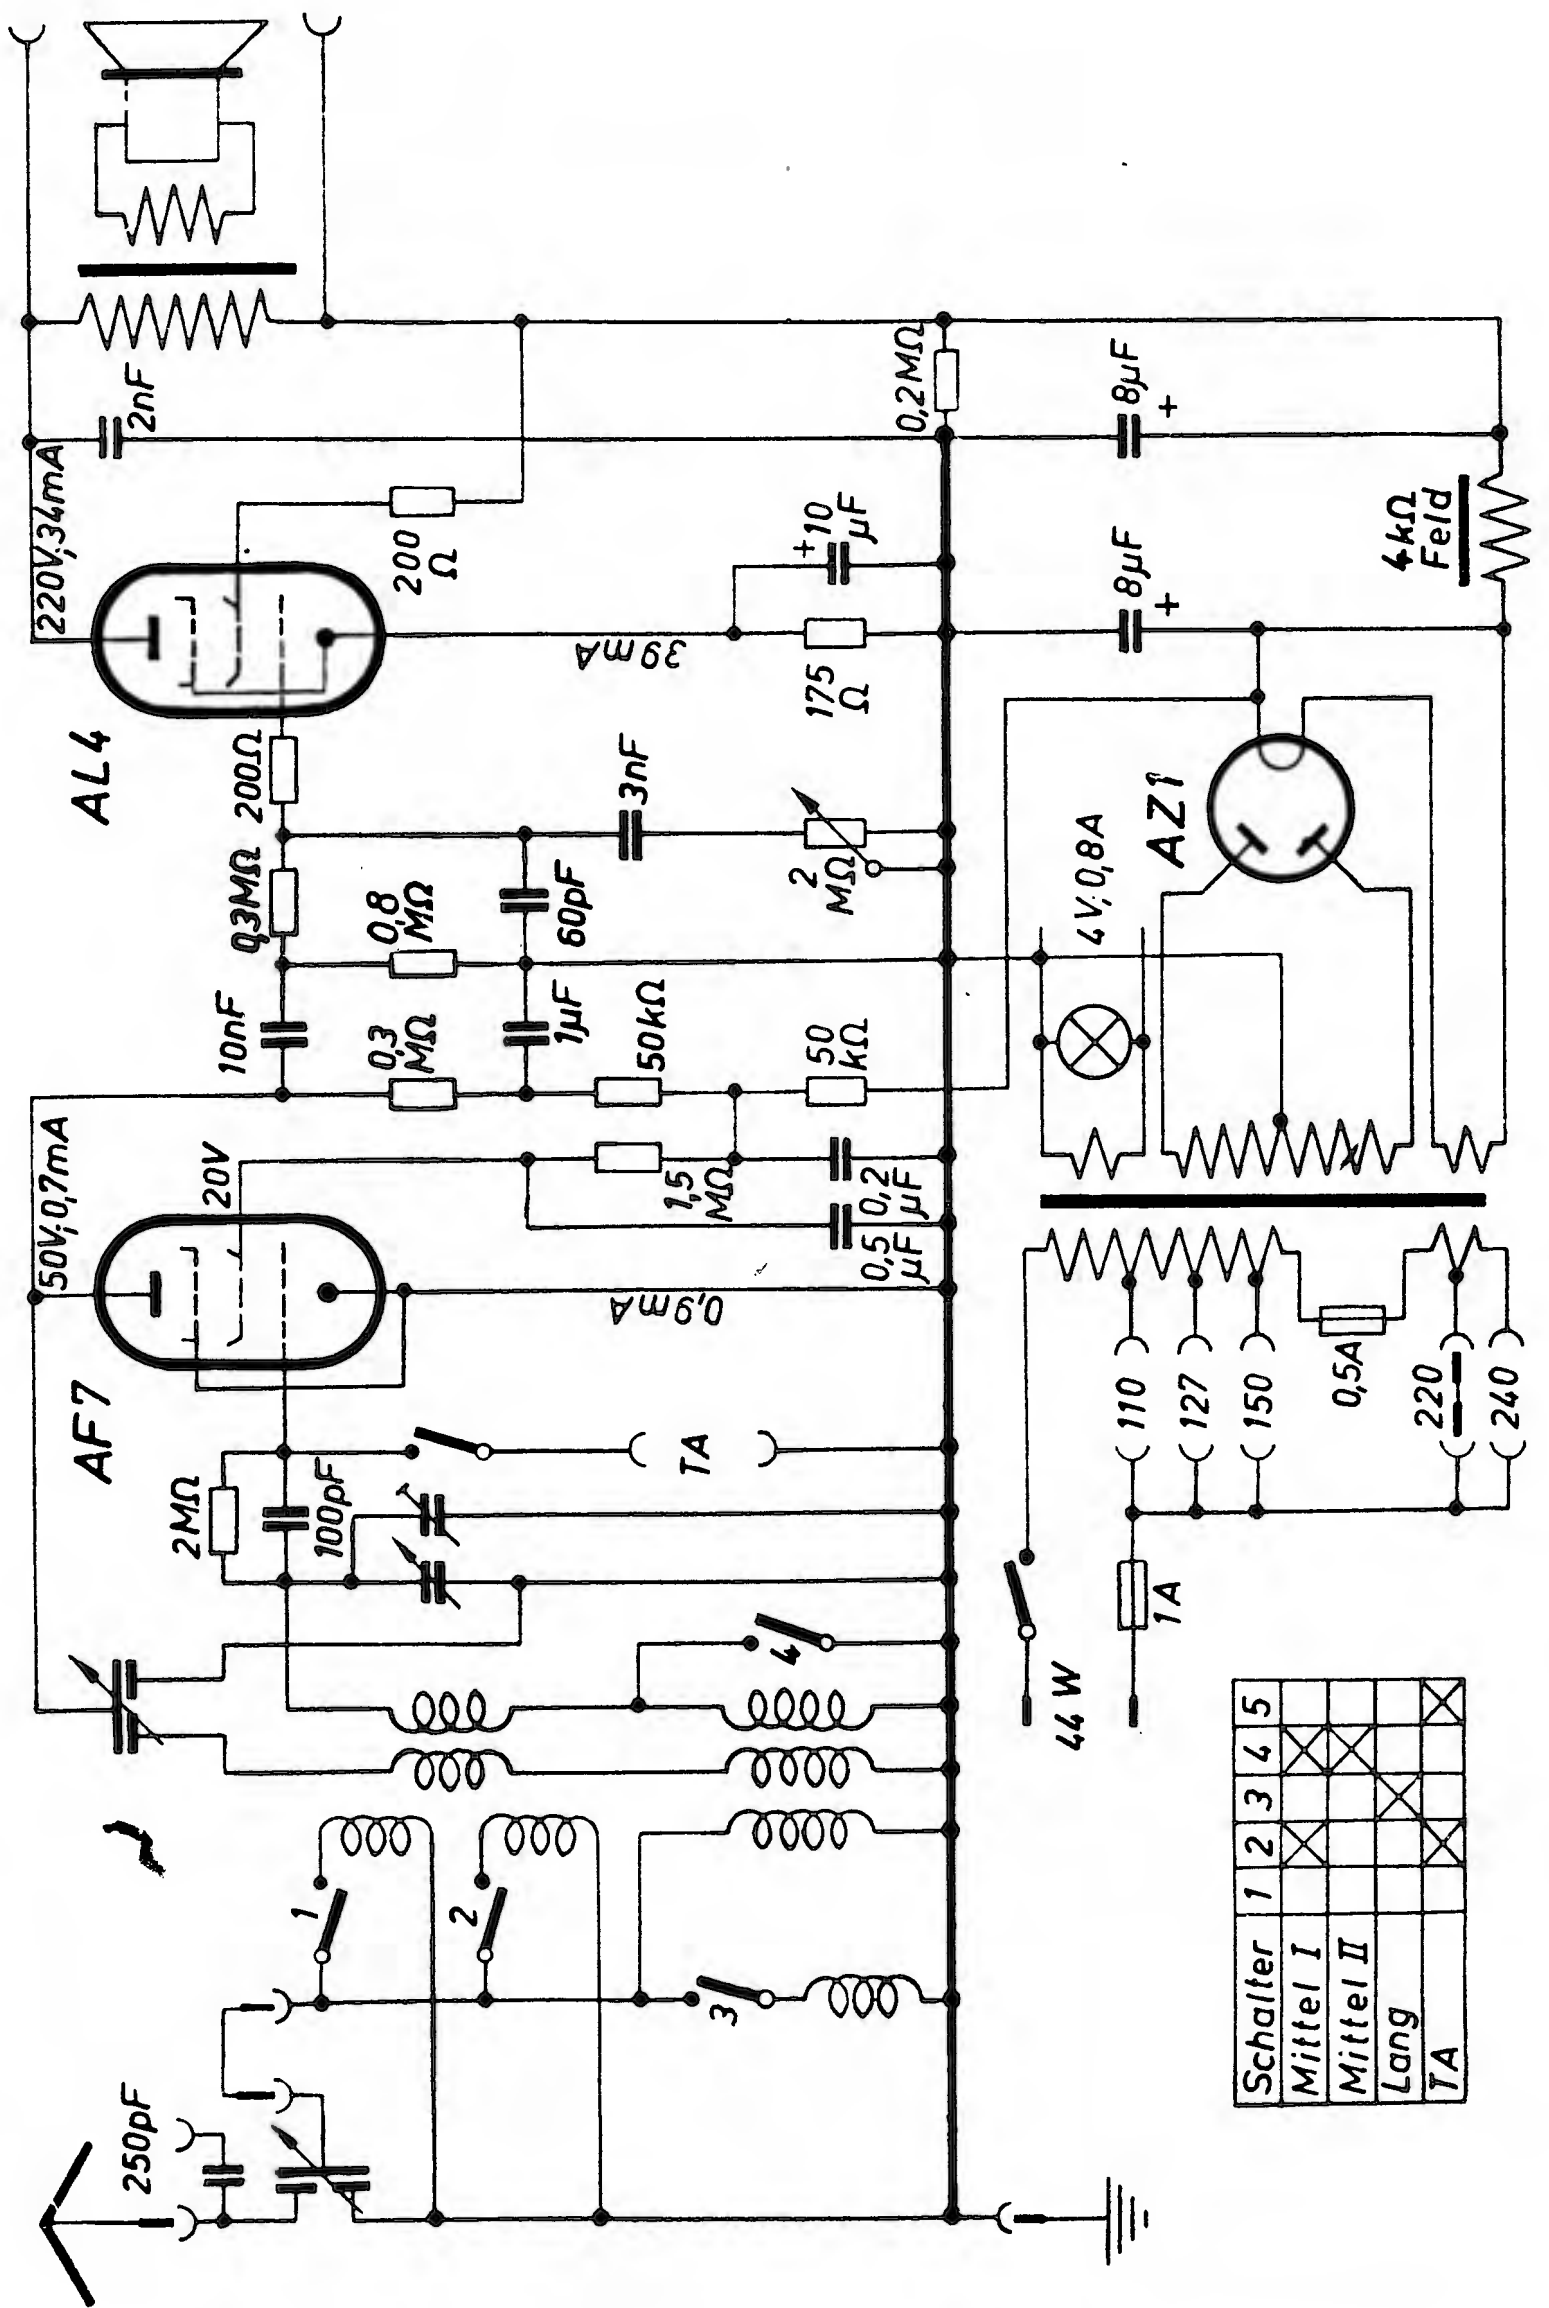 250pF
1
2
3
4
AF7
2MΩ
100pF
TA
50V;0,7mA
20V
0,9mA
1,5
MΩ
0,5
µF
0,2
µF
10nF
0,3
MΩ
1µF
50kΩ
50
kΩ
0,3MΩ
0,8
MΩ
60pF
AL4
200Ω
3nF
2
MΩ
220V;34mA
200
Ω
39mA
175
Ω
+ 10
µF
2nF
0,2MΩ
8µF
+
8µF
+
4kΩ
Feld
AZ1
4V;0,8A
44W
1A
110
127
150
0,5A
220
240
Schalter 1 2 3 4 5
Mittel I
Mittel II
Lang
TA